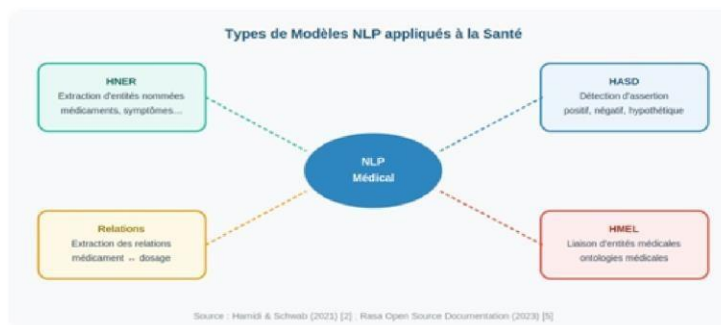 Types de Modèles NLP appliqués à la Santé
HNER
Extraction d'entités nommées
médicaments, symptômes...
HASD
Détection d'assertion
positif, négatif, hypothétique
NLP
Médical
Relations
Extraction des relations
médicament ↔ dosage
HMEL
Liaison d'entités médicales
ontologies médicales
Source : Hamidi & Schwab (2021) [2] . Rasa Open Source Documentation (2023) [5]